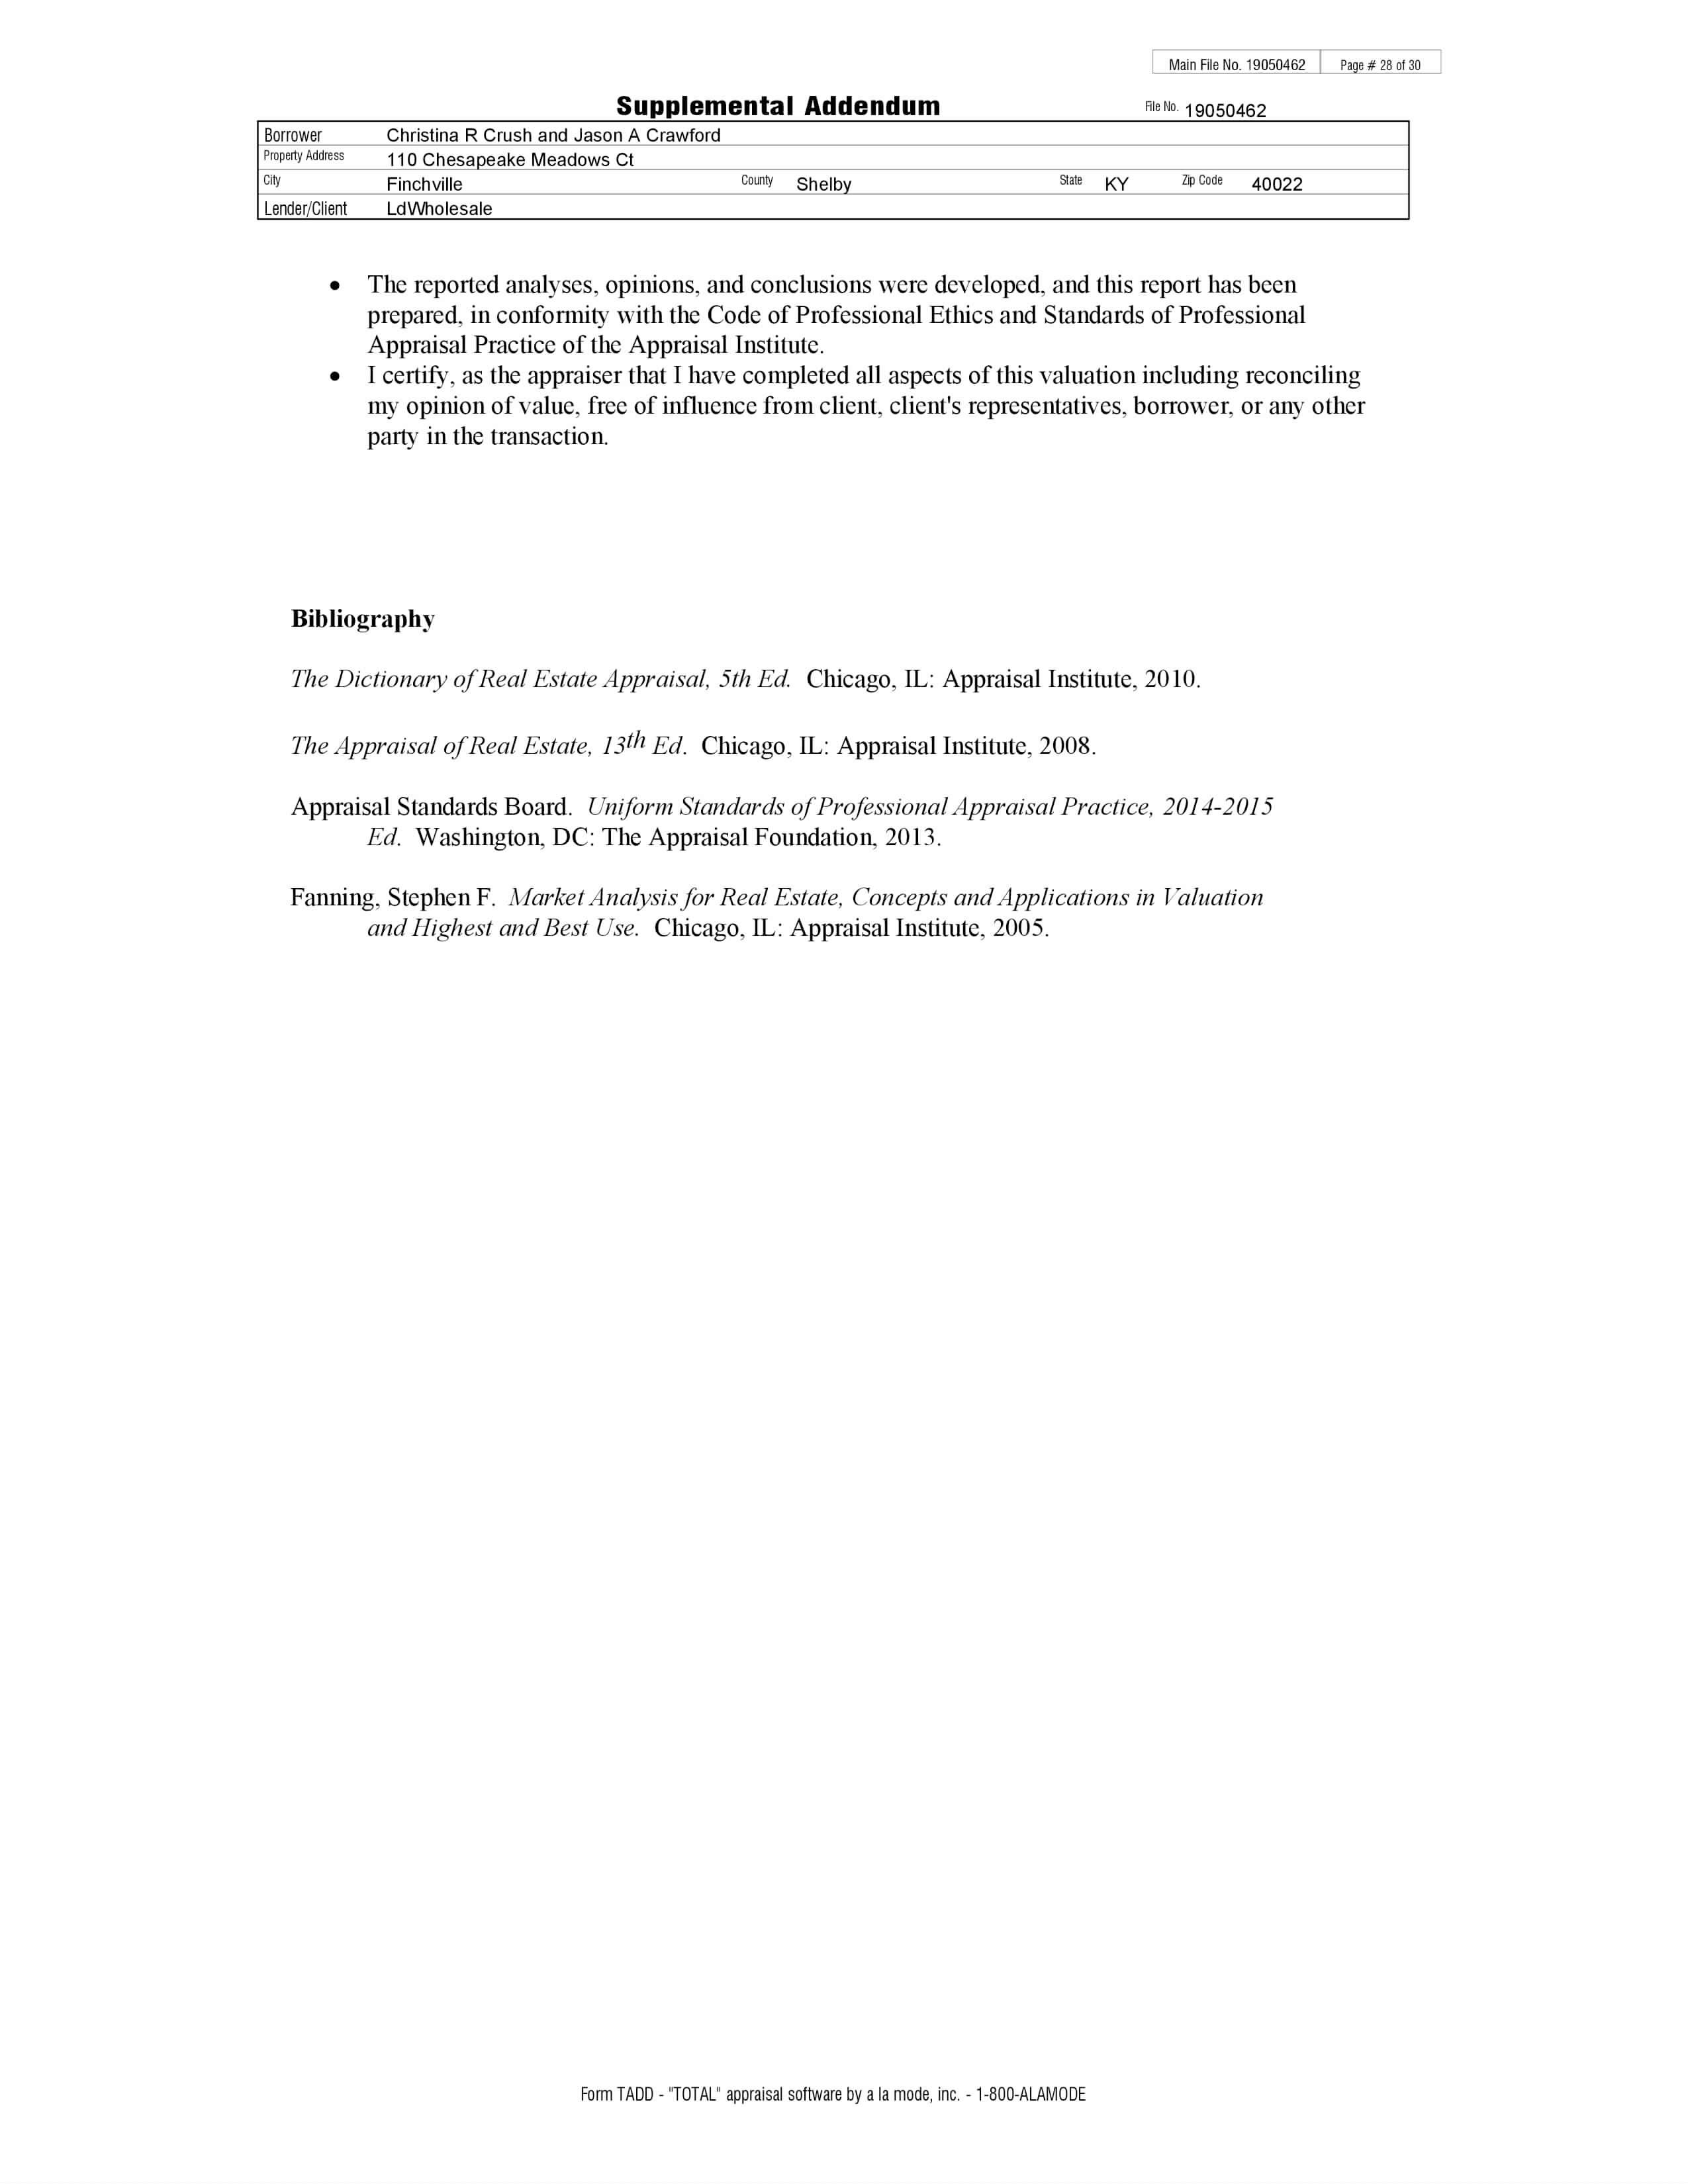 Main File No. 19050462 Page # 28 of 30
Supplemental Addendum File No. 19050462
Borrower Christina R Crush and Jason A Crawford
Property Address 110 Chesapeake Meadows Ct
City Finchville County Shelby State KY Zip Code 40022
Lender/Client LdWholesale
• The reported analyses, opinions, and conclusions were developed, and this report has been
prepared, in conformity with the Code of Professional Ethics and Standards of Professional
Appraisal Practice of the Appraisal Institute.
• I certify, as the appraiser that I have completed all aspects of this valuation including reconciling
my opinion of value, free of influence from client, client's representatives, borrower, or any other
party in the transaction.
Bibliography
The Dictionary of Real Estate Appraisal, 5th Ed. Chicago, IL: Appraisal Institute, 2010.
The Appraisal of Real Estate, 13th Ed. Chicago, IL: Appraisal Institute, 2008.
Appraisal Standards Board. Uniform Standards of Professional Appraisal Practice, 2014-2015
Ed. Washington, DC: The Appraisal Foundation, 2013.
Fanning, Stephen F. Market Analysis for Real Estate, Concepts and Applications in Valuation
and Highest and Best Use. Chicago, IL: Appraisal Institute, 2005.
Form TADD - "TOTAL" appraisal software by a la mode, inc. - 1-800-ALAMODE